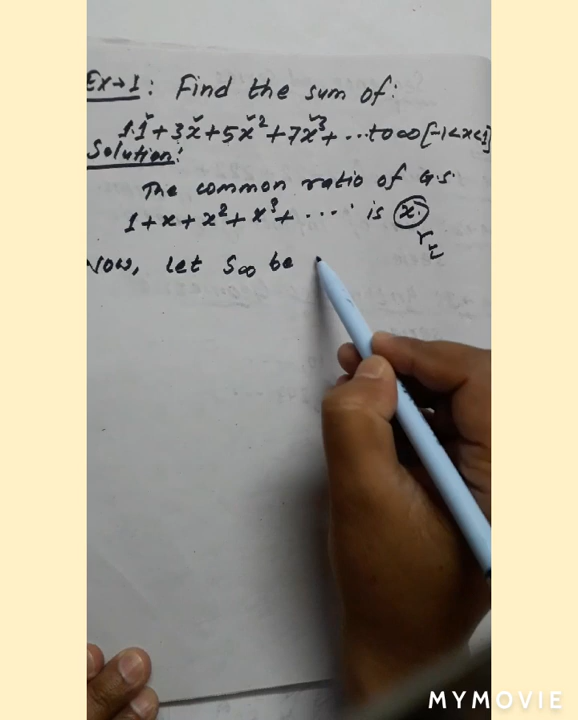 Ex→1: Find the sum of:
1.1+3x+5x²+7x³+...to∞[-1<x<1]
Solution:
The common ratio of G.S.
1+x+x²+x³+.... is x.
Now, let S∞ be
MYMOVIE